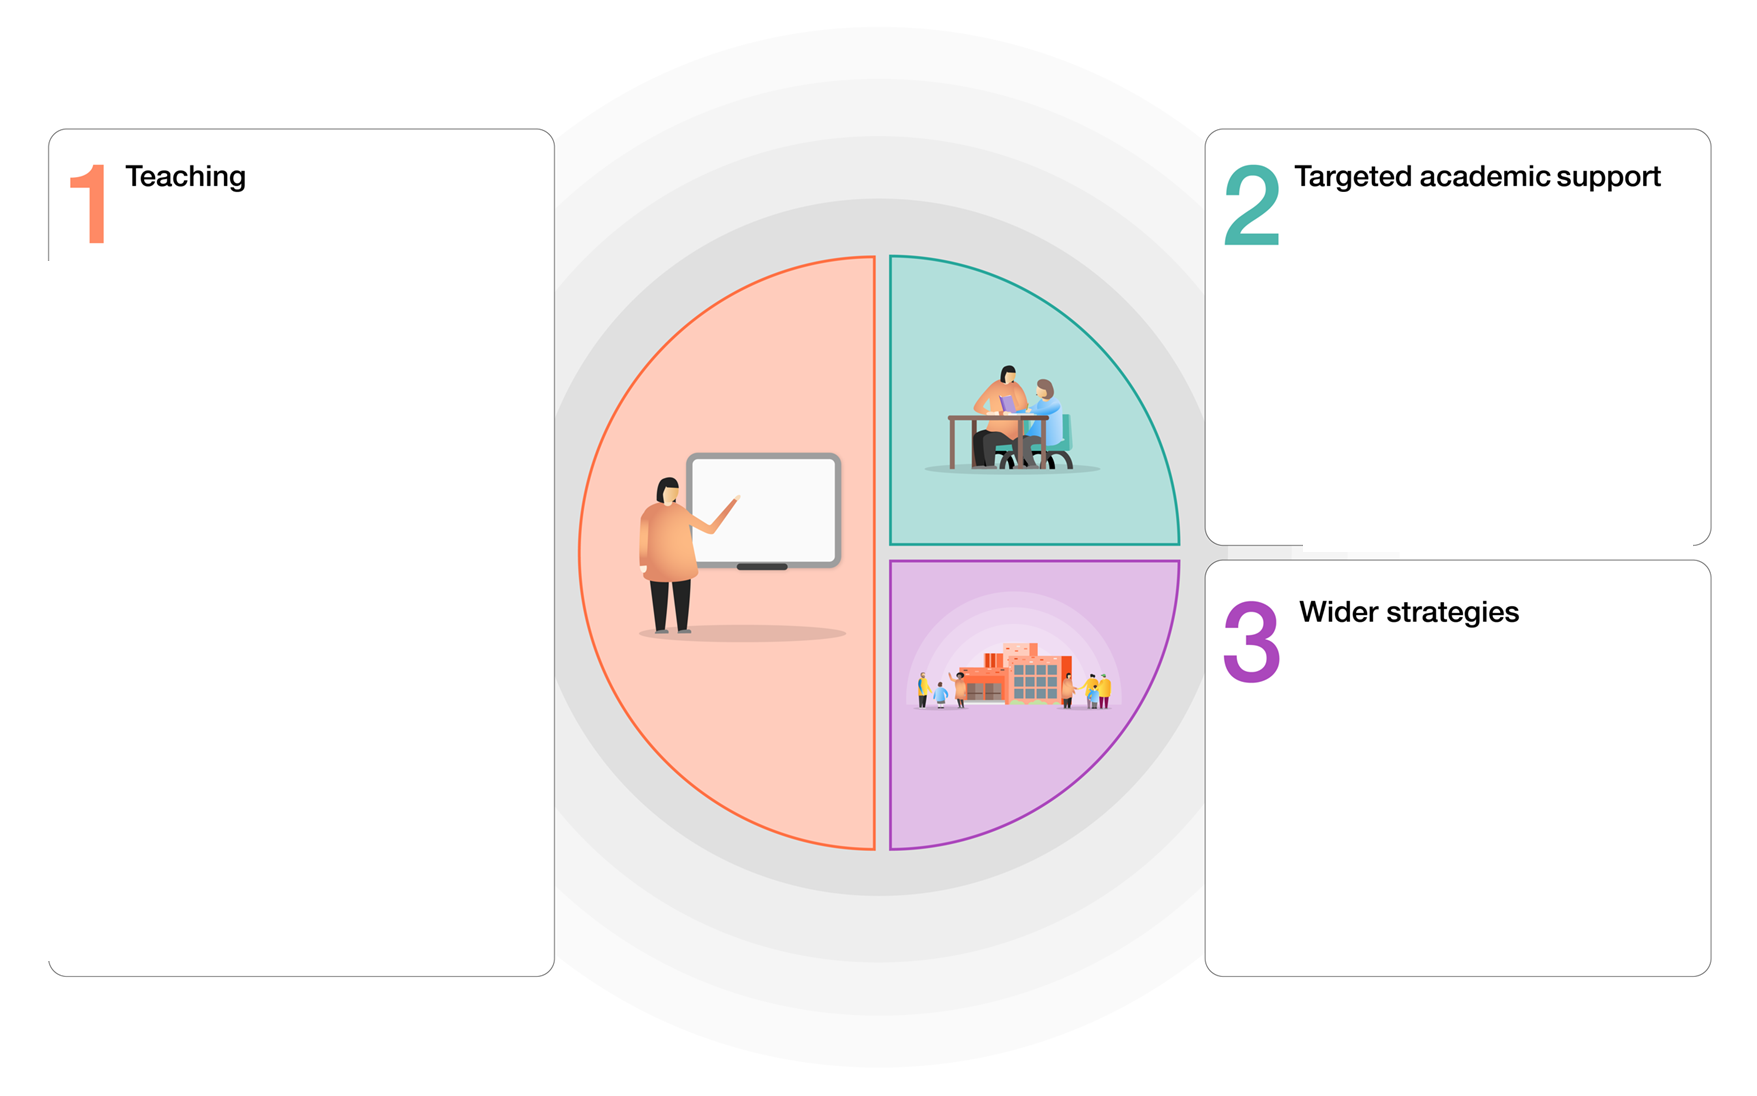 1 Teaching
2 Targeted academic support
3 Wider strategies